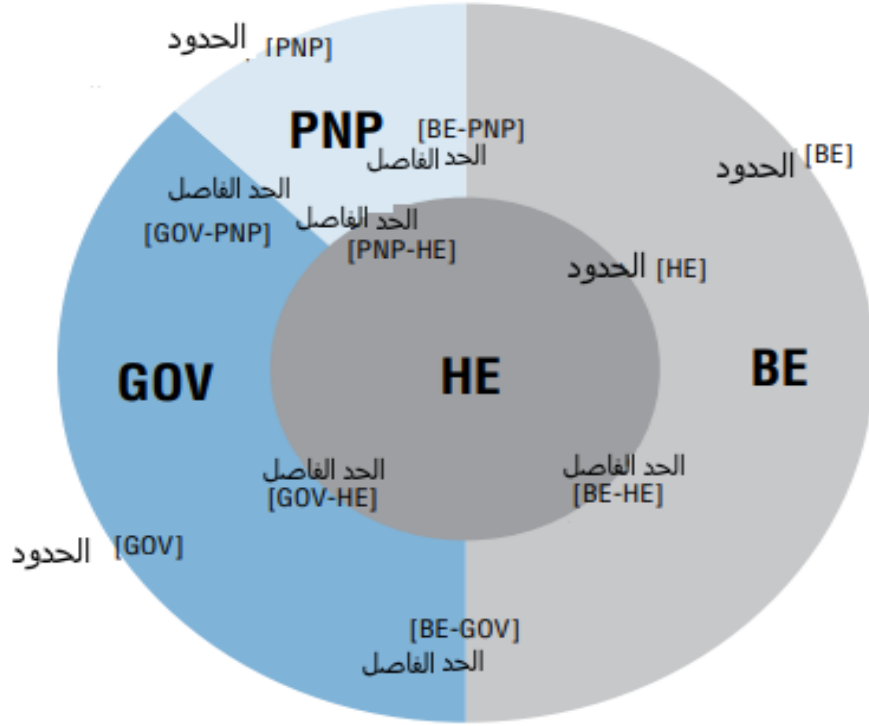 الحدود [PNP]
PNP
[BE-PNP]
الحد الفاصل
الحدود [BE]
الحد الفاصل
[GOV-PNP]
الحد الفاصل
[PNP-HE]
الحدود [HE]
GOV
HE
BE
الحد الفاصل
[GOV-HE]
الحد الفاصل
[BE-HE]
الحدود [GOV]
[BE-GOV]
الحد الفاصل